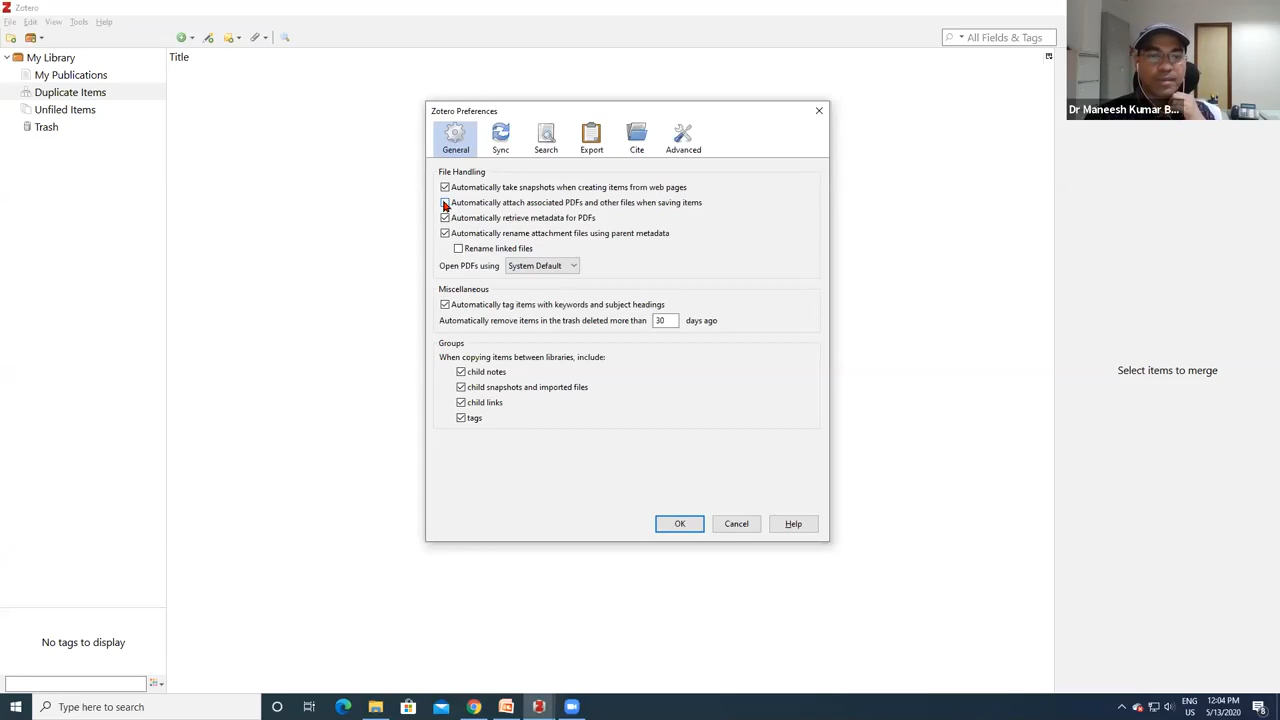 Zotero
File Edit View Tools Help
All Fields & Tags
My Library
My Publications
Duplicate Items
Unfiled Items
Trash
Title
Dr Maneesh Kumar B...
Zotero Preferences
General Sync Search Export Cite Advanced
File Handling
Automatically take snapshots when creating items from web pages
Automatically attach associated PDFs and other files when saving items
Automatically retrieve metadata for PDFs
Automatically rename attachment files using parent metadata
Rename linked files
Open PDFs using System Default
Miscellaneous
Automatically tag items with keywords and subject headings
Automatically remove items in the trash deleted more than 30 days ago
Groups
When copying items between libraries, include:
child notes
child snapshots and imported files
child links
tags
OK Cancel Help
Select items to merge
No tags to display
Type here to search
ENG
US
12:04 PM
5/13/2020